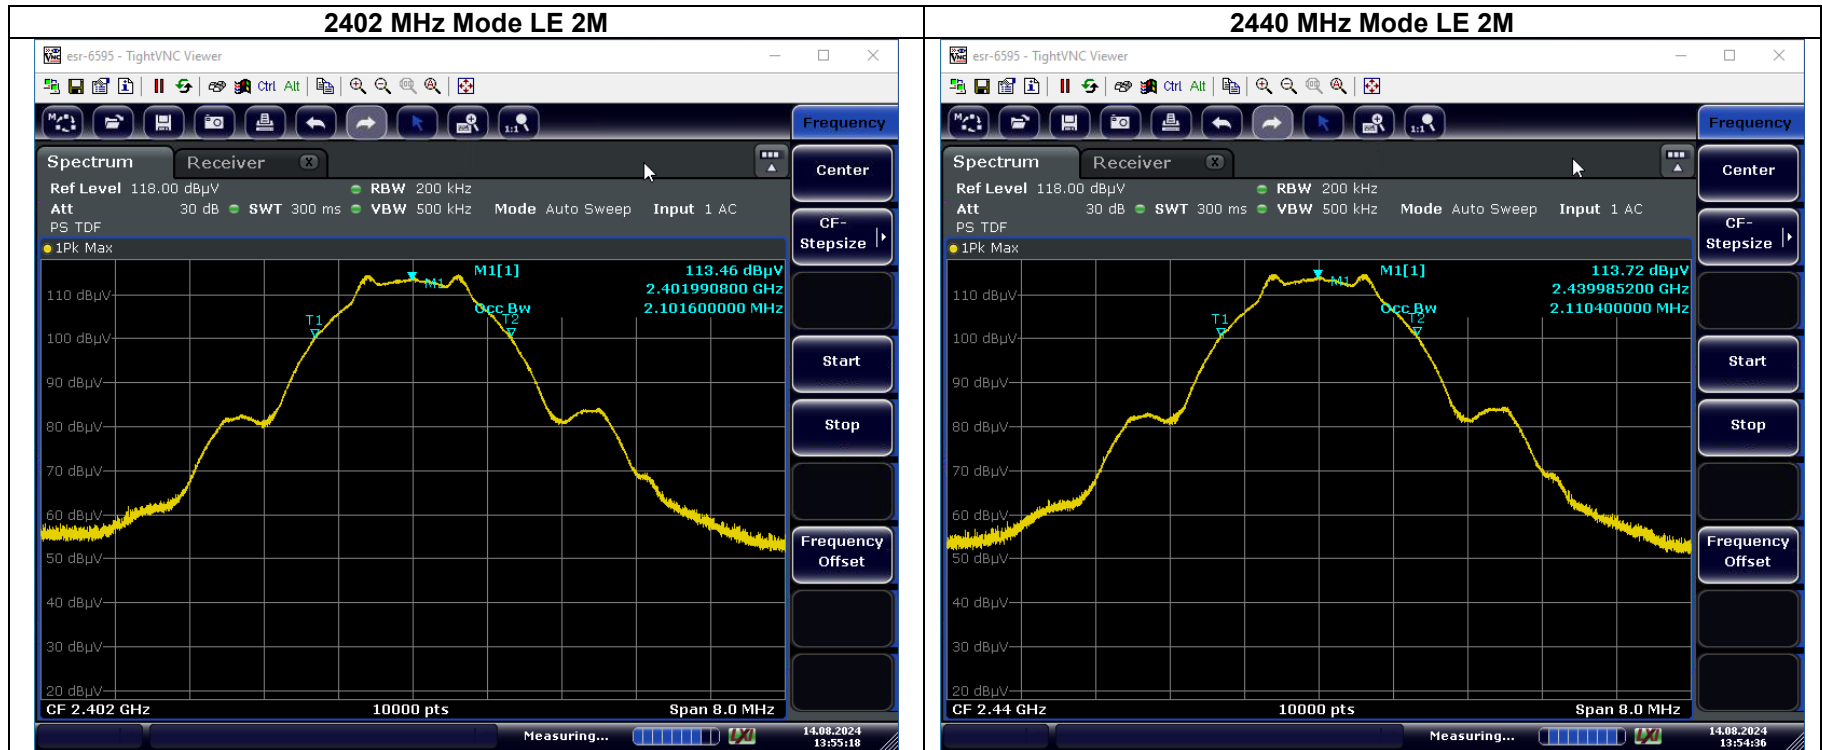 2402 MHz Mode LE 2M
esr-6595 - TightVNC Viewer
Ctrl Alt
Frequency
Spectrum Receiver
Ref Level 118.00 dBµV RBW 200 kHz
Att 30 dB SWT 300 ms VBW 500 kHz Mode Auto Sweep Input 1 AC
PS TDF
1Pk Max
M1[1] 113.46 dBµV
2.401990800 GHz
Occ Bw 2.101600000 MHz
M1
T1
T2
110 dBµV
100 dBµV
90 dBµV
80 dBµV
70 dBµV
60 dBµV
50 dBµV
40 dBµV
30 dBµV
20 dBµV
CF 2.402 GHz 10000 pts Span 8.0 MHz
Center
CF-
Stepsize
Start
Stop
Frequency
Offset
Measuring... LXI 14.08.2024
13:55:18
2440 MHz Mode LE 2M
esr-6595 - TightVNC Viewer
Ctrl Alt
Frequency
Spectrum Receiver
Ref Level 118.00 dBµV RBW 200 kHz
Att 30 dB SWT 300 ms VBW 500 kHz Mode Auto Sweep Input 1 AC
PS TDF
1Pk Max
M1[1] 113.72 dBµV
2.439985200 GHz
Occ Bw 2.110400000 MHz
M1
T1
T2
110 dBµV
100 dBµV
90 dBµV
80 dBµV
70 dBµV
60 dBµV
50 dBµV
40 dBµV
30 dBµV
20 dBµV
CF 2.44 GHz 10000 pts Span 8.0 MHz
Center
CF-
Stepsize
Start
Stop
Frequency
Offset
Measuring... LXI 14.08.2024
13:54:36